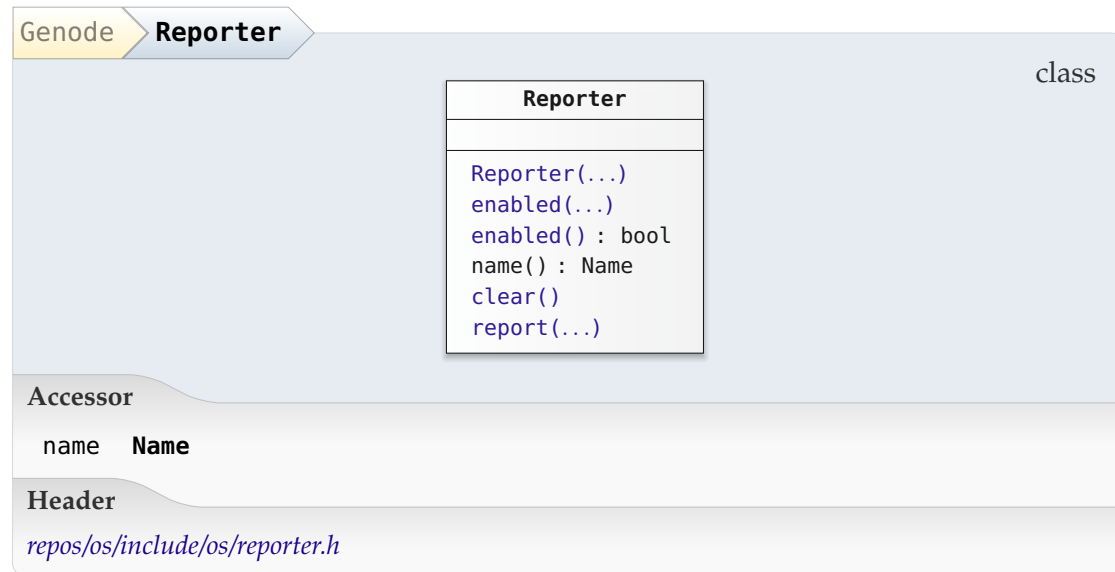 Genode Reporter
class
Reporter
Reporter(...)
enabled(...)
enabled() : bool
name() : Name
clear()
report(...)
Accessor
name Name
Header
repos/os/include/os/reporter.h